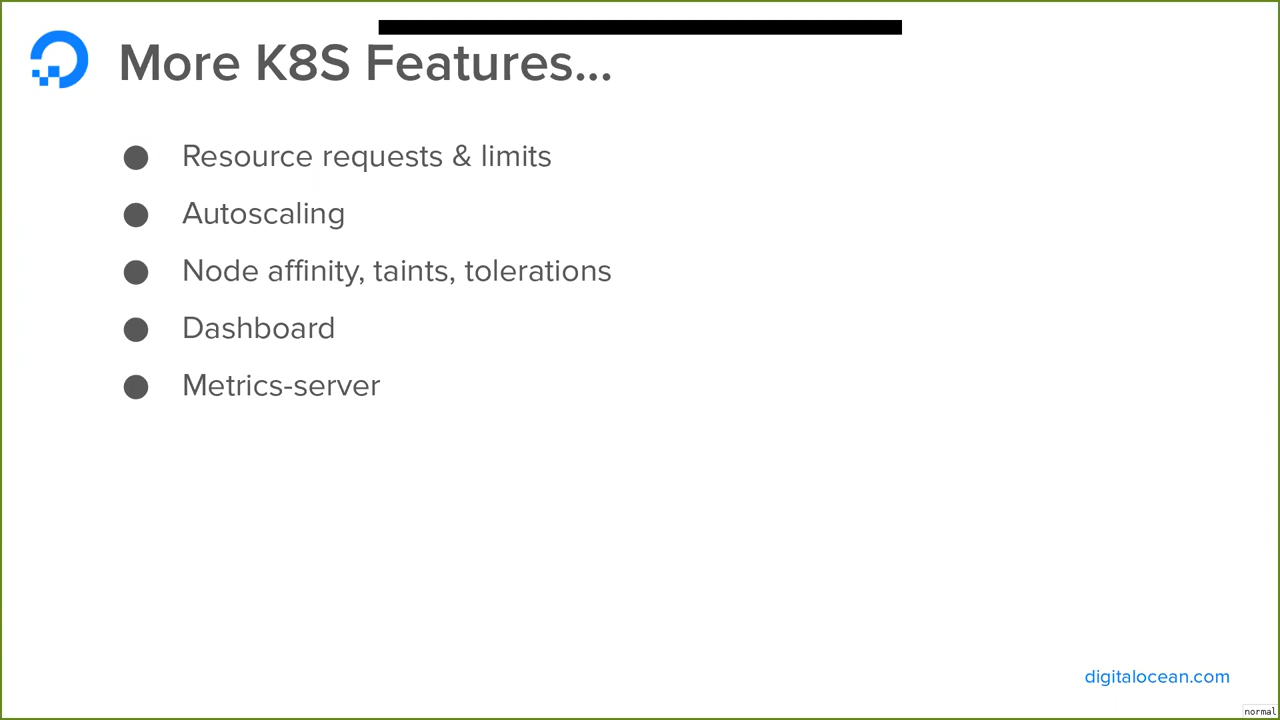 More K8S Features...
● Resource requests & limits
● Autoscaling
● Node affinity, taints, tolerations
● Dashboard
● Metrics-server
digitalocean.com
normal